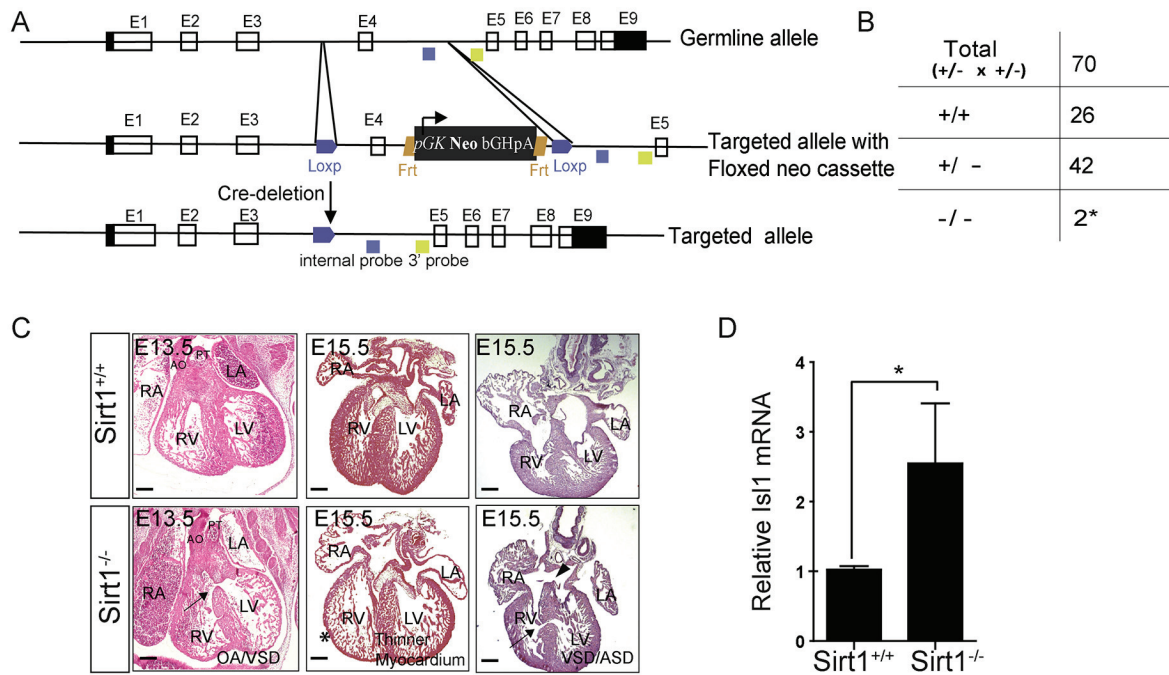 A
E1 E2 E3 E4 E5 E6 E7 E8 E9
Germline allele
E1 E2 E3 E4 pGK Neo bGHpA E5
Loxp Frt Frt Loxp
Targeted allele with
Floxed neo cassette
Cre-deletion
E1 E2 E3 E5 E6 E7 E8 E9
Targeted allele
internal probe 3' probe
B
Total
(+/- x +/-)
70
+/+ 26
+/ - 42
-/ - 2*
C
Sirt1+/+
E13.5
PT
AO
LA
RA
RV
LV
E15.5
RA
LA
LV
RV
E15.5
RA
LA
RV
LV
Sirt1-/-
E13.5
PT
AO
LA
RA
LV
RV
OA/VSD
E15.5
RA
LA
RV
LV
*
Thinner
Myocardium
E15.5
RA
LA
RV
LV
VSD/ASD
D
Relative Isl1 mRNA
4
3
2
1
0
*
Sirt1+/+ Sirt1-/-